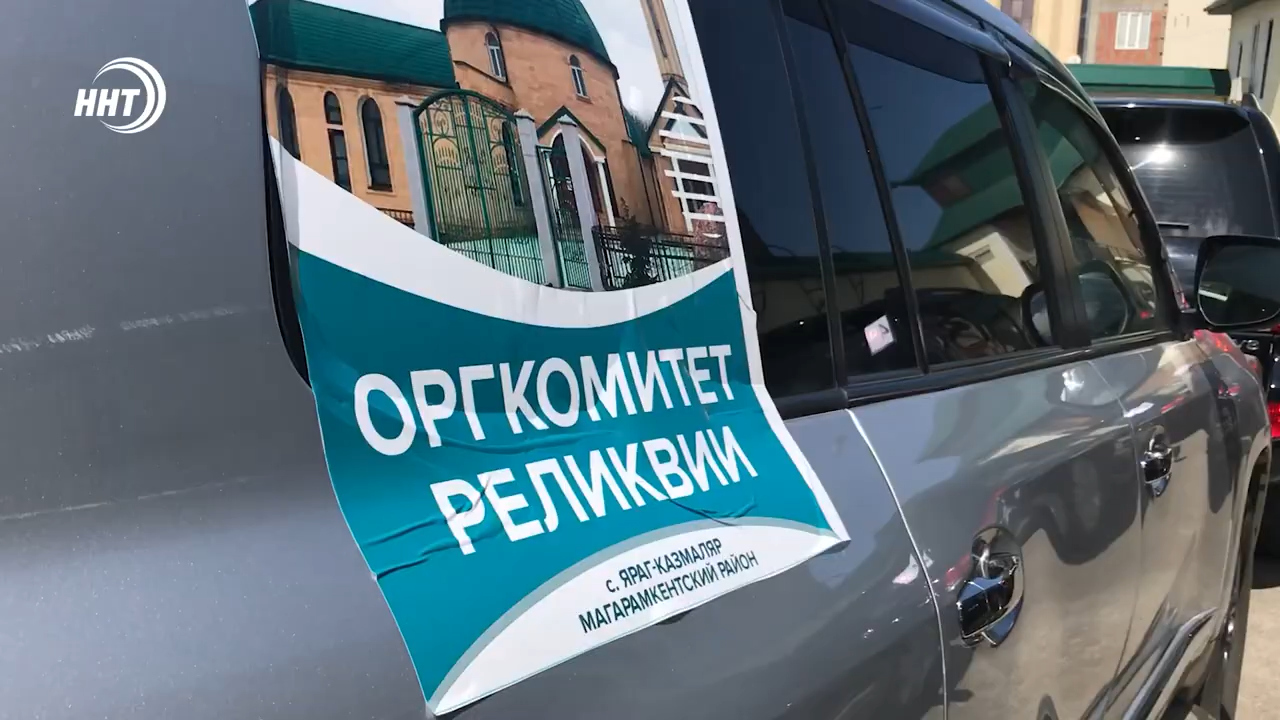 ННТ
ОРГКОМИТЕТ
РЕЛИКВИИ
с. ЯРАГ-КАЗМАЛЯР
МАГАРАМКЕНТСКИЙ РАЙОН